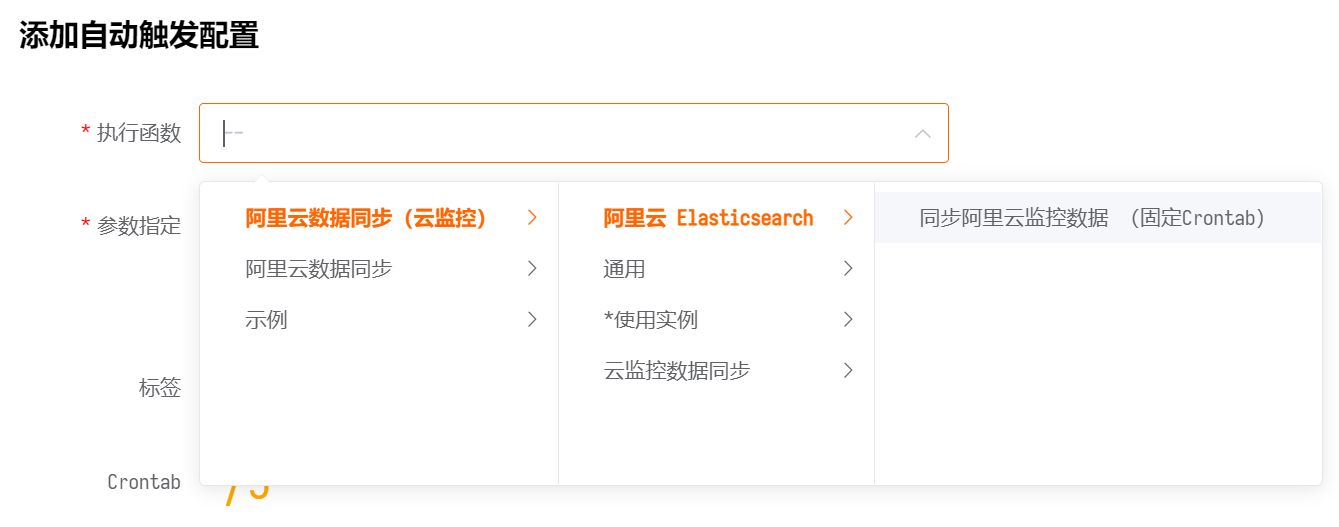 添加自动触发配置
* 执行函数
--
* 参数指定
阿里云数据同步（云监控）
阿里云数据同步
示例
阿里云 Elasticsearch
通用
*使用实例
云监控数据同步
同步阿里云监控数据 （固定Crontab）
标签
Crontab